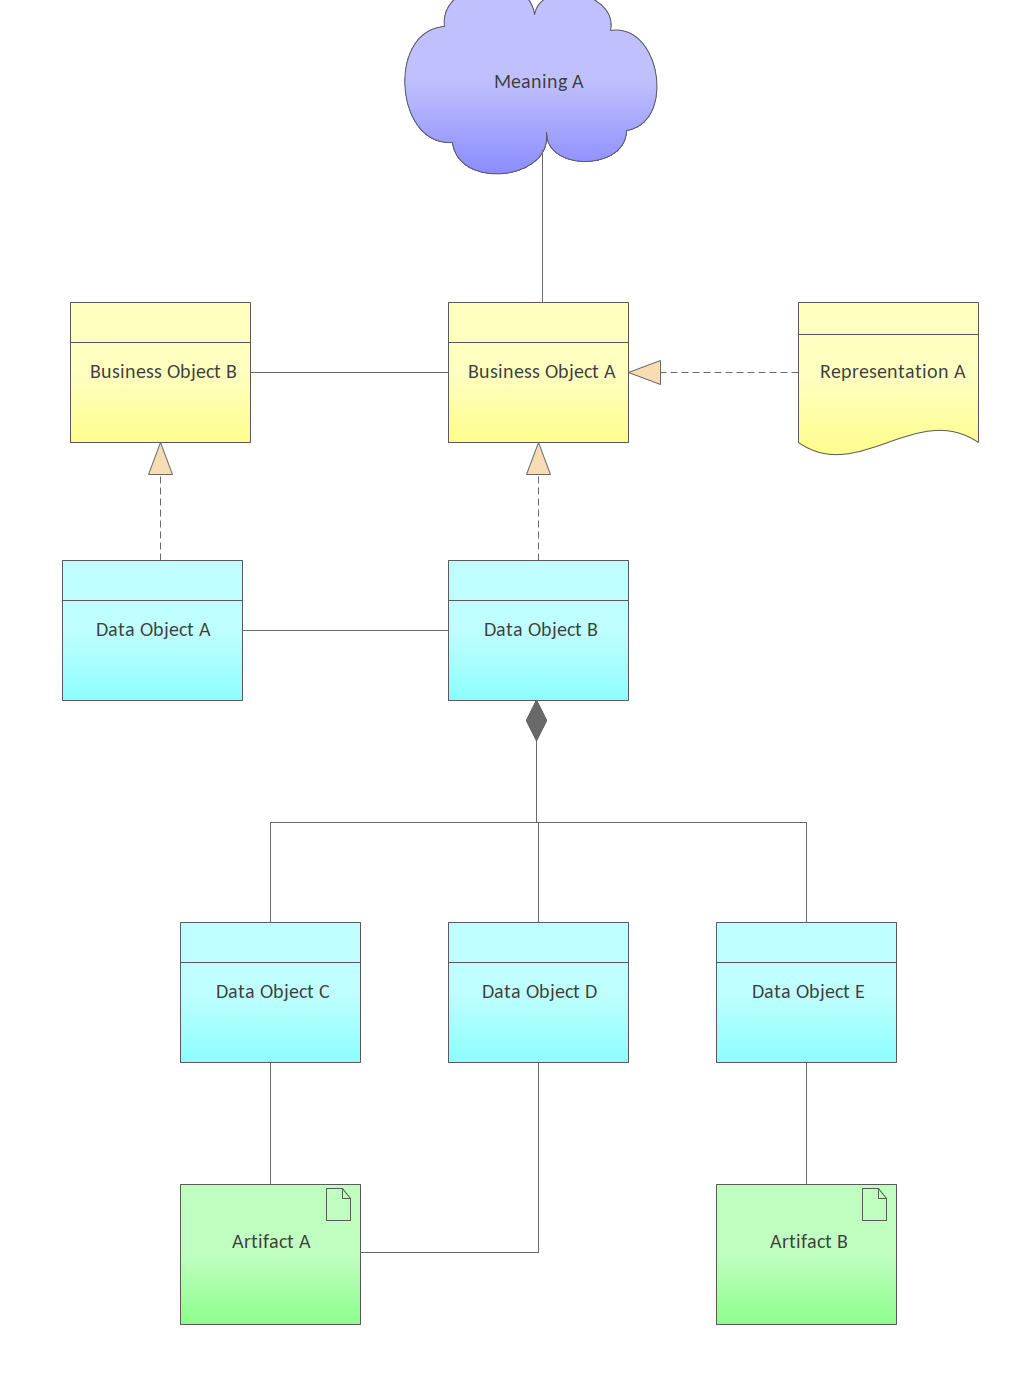 Meaning A
Business Object B
Business Object A
Representation A
Data Object A
Data Object B
Data Object C
Data Object D
Data Object E
Artifact A
Artifact B